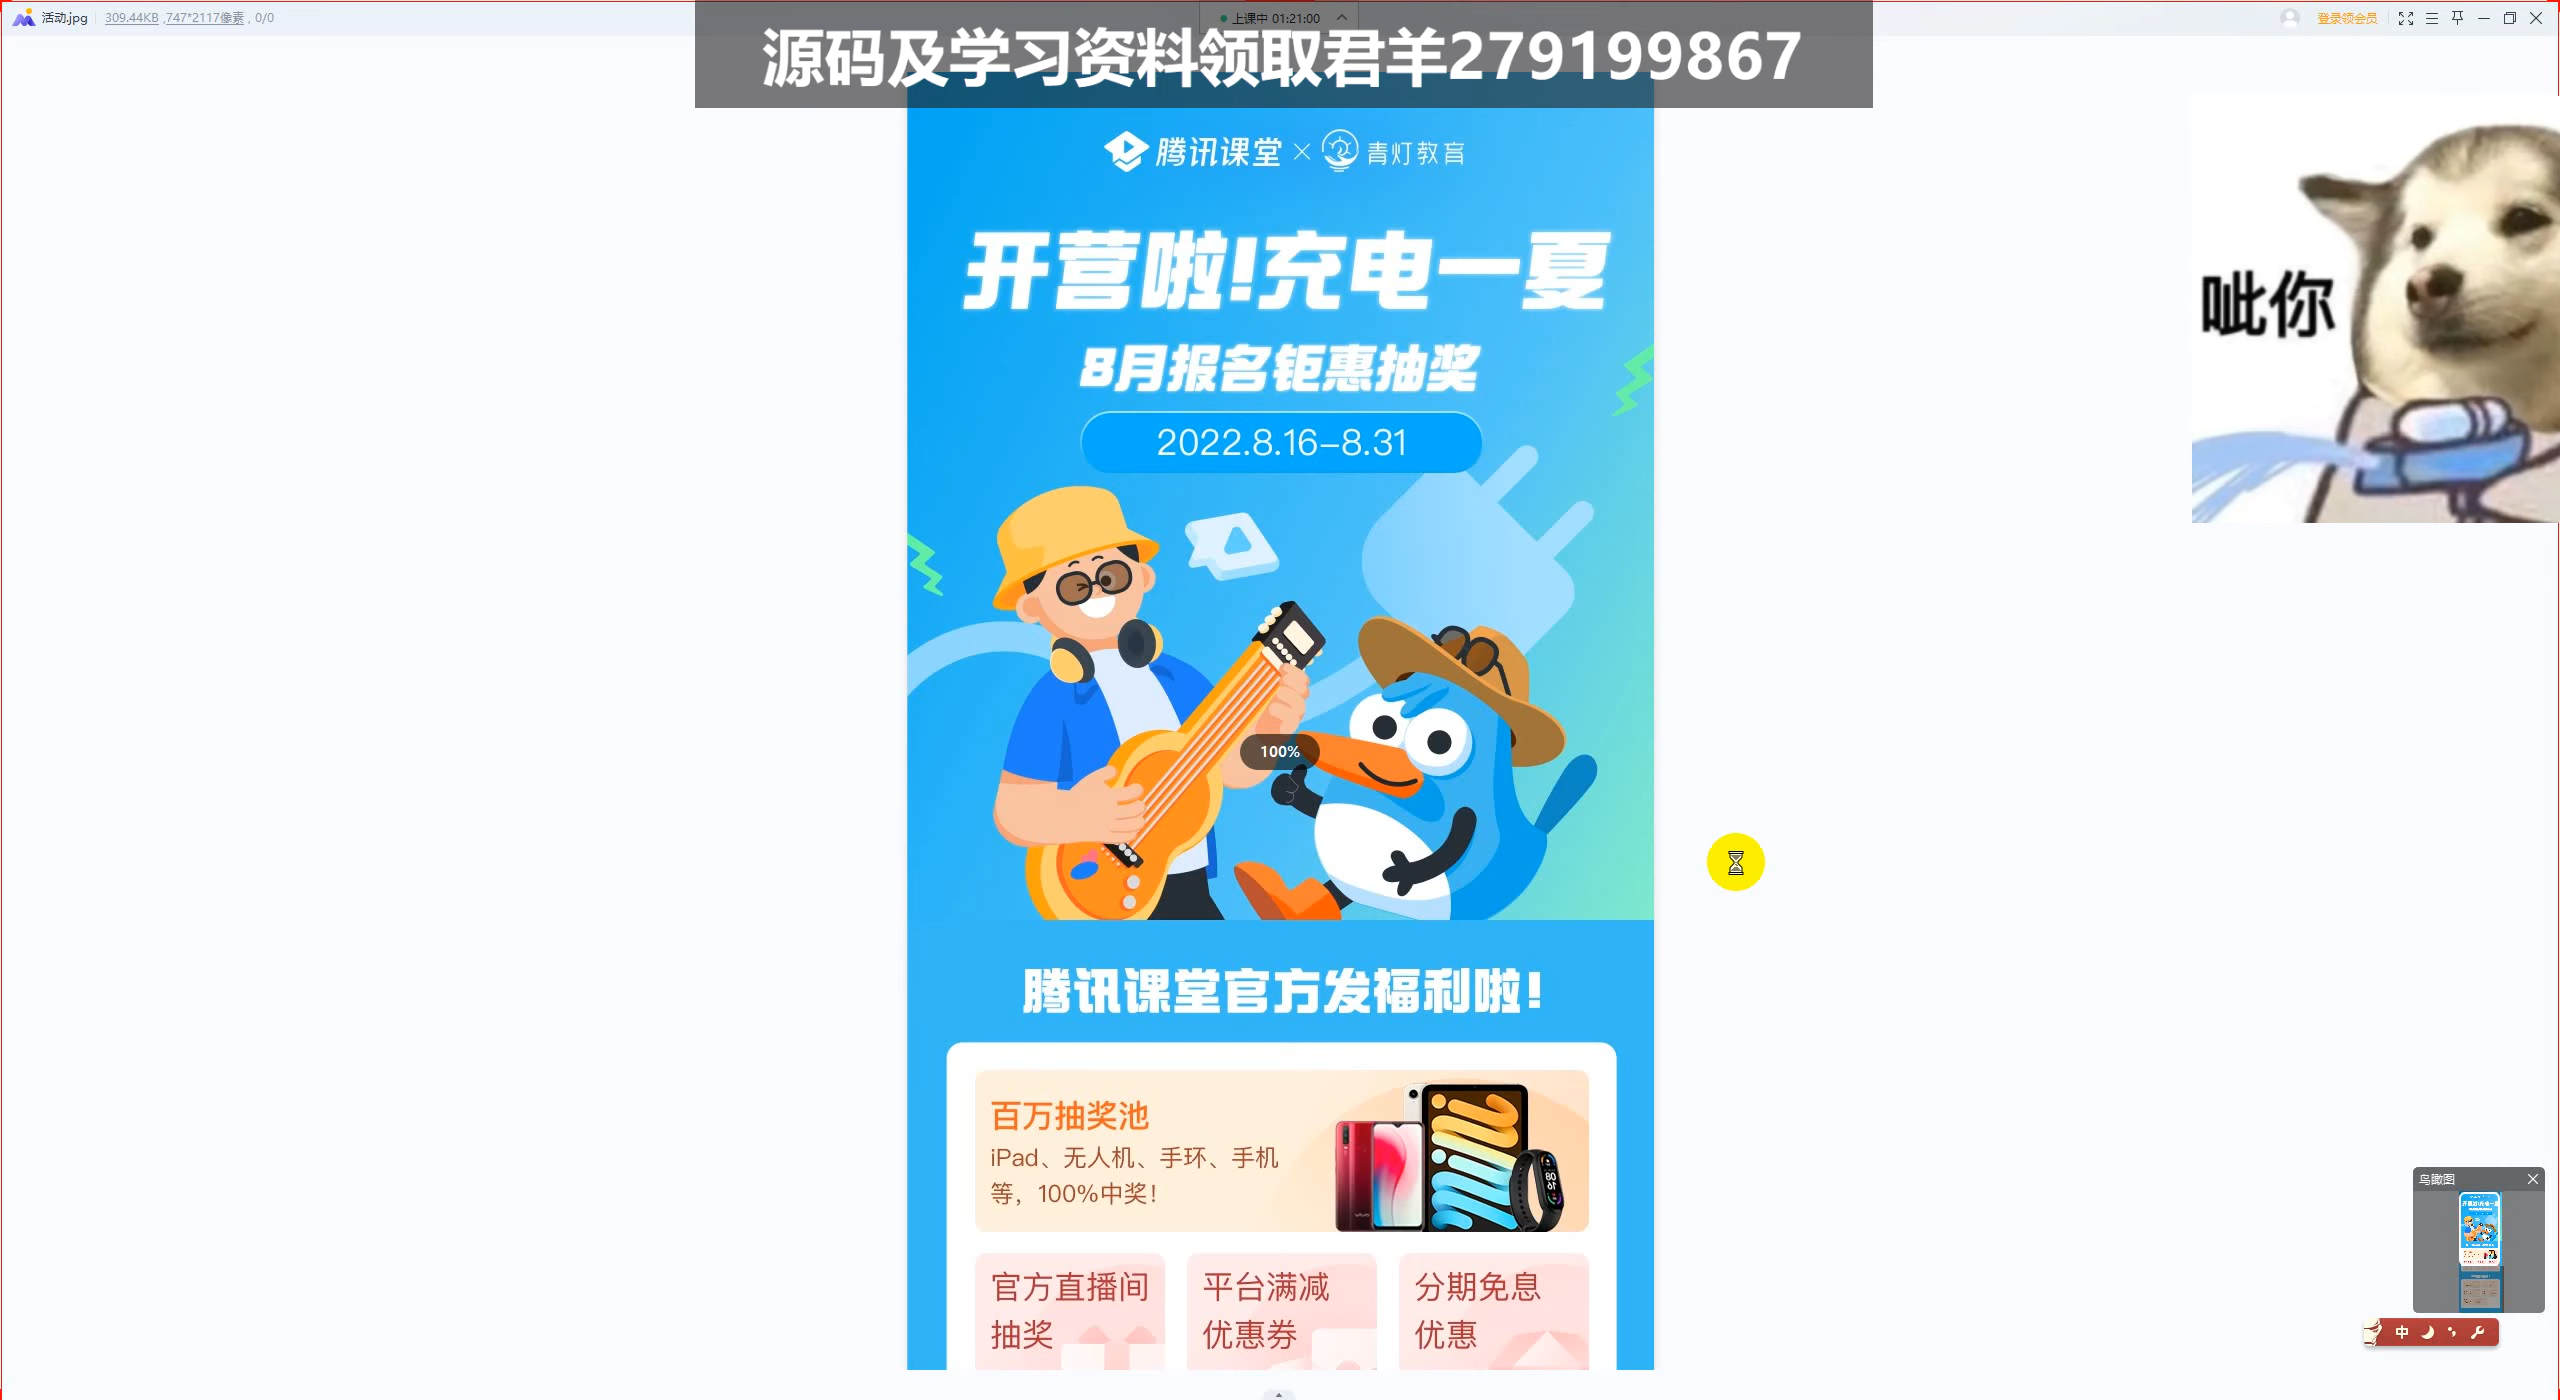 活动.jpg 309.44KB ,747*2117像素 , 0/0
上课中 01:21:00
登录领会员
源码及学习资料领取君羊279199867
腾讯课堂 × 青灯教育
开营啦!充电一夏
8月报名钜惠抽奖
2022.8.16-8.31
呲你
100%
腾讯课堂官方发福利啦!
百万抽奖池
iPad、无人机、手环、手机
等，100%中奖!
官方直播间
抽奖
平台满减
优惠券
分期免息
优惠
鸟瞰图
中